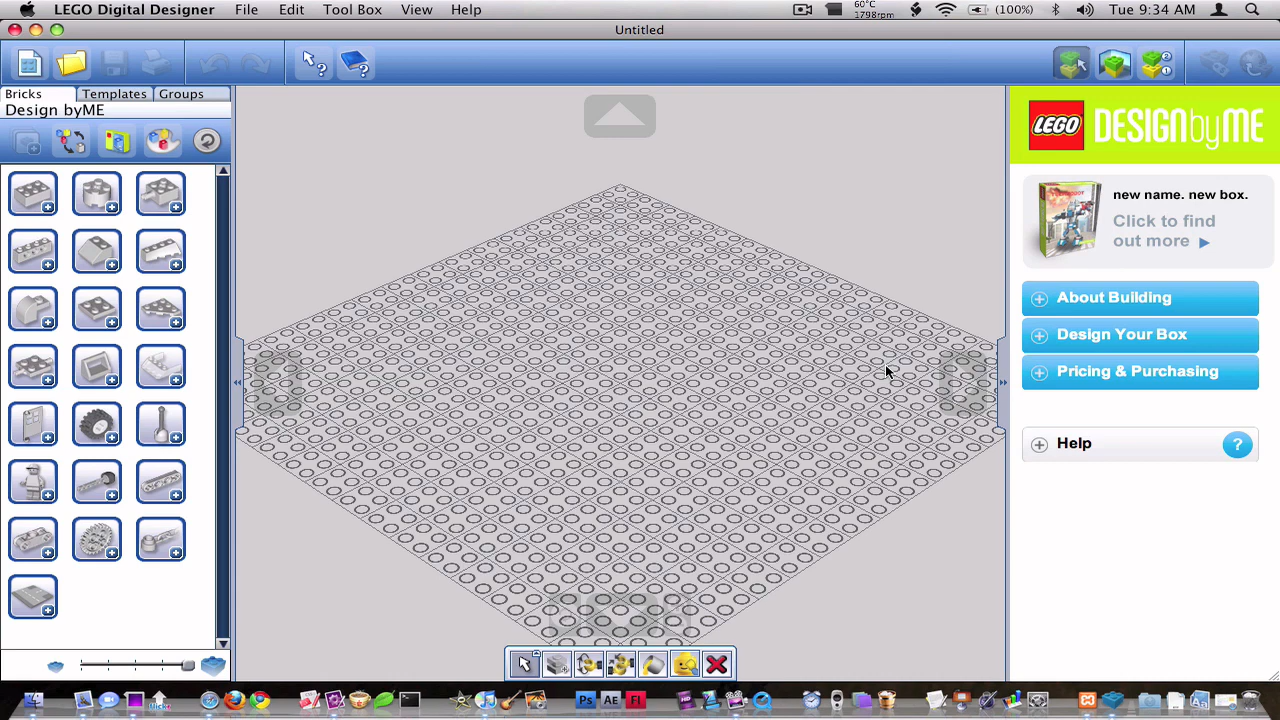 LEGO Digital Designer File Edit Tool Box View Help 60°C 1798rpm (100%) Tue 9:34 AM
Untitled
Bricks Templates Groups
Design byME
LEGO DESIGNbyME
new name. new box.
Click to find
out more
About Building
Design Your Box
Pricing & Purchasing
Help ?
Ps AE Fl